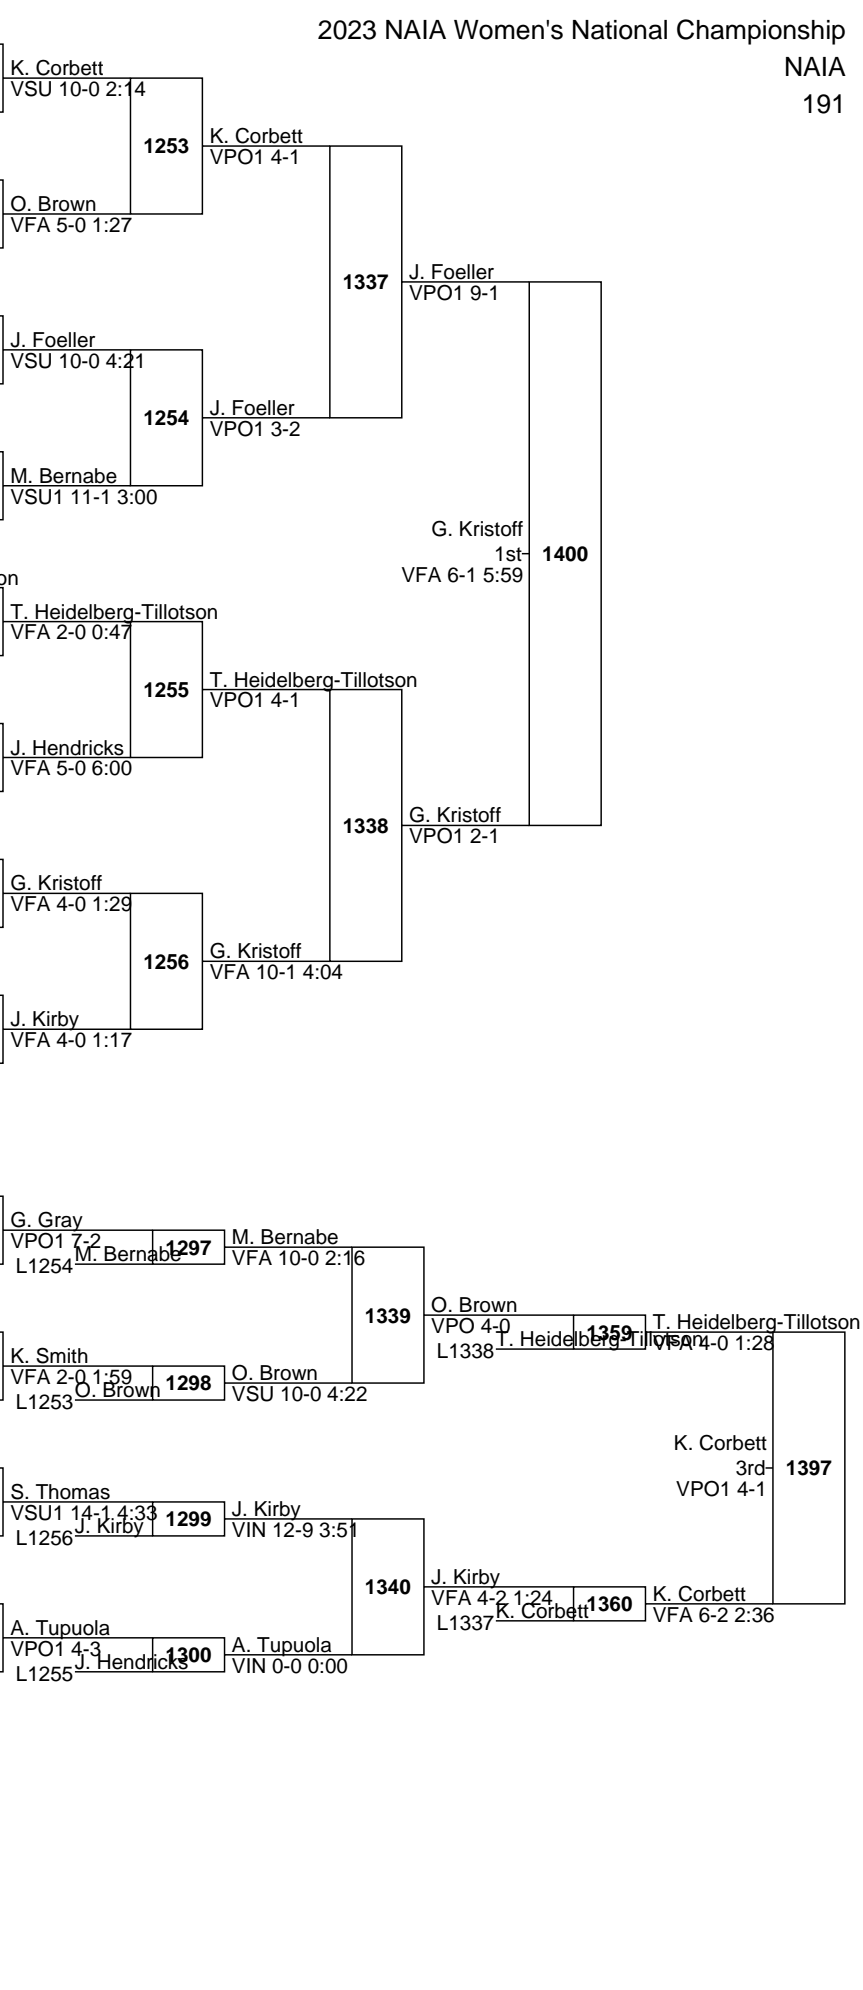 2023 NAIA Women's National Championship
NAIA
191
K. Corbett
VSU 10-0 2:14
1253
K. Corbett
VPO1 4-1
O. Brown
VFA 5-0 1:27
1337
J. Foeller
VPO1 9-1
J. Foeller
VSU 10-0 4:21
1254
J. Foeller
VPO1 3-2
M. Bernabe
VSU1 11-1 3:00
G. Kristoff
1st
VFA 6-1 5:59
1400
on
T. Heidelberg-Tillotson
VFA 2-0 0:47
1255
T. Heidelberg-Tillotson
VPO1 4-1
J. Hendricks
VFA 5-0 6:00
1338
G. Kristoff
VPO1 2-1
G. Kristoff
VFA 4-0 1:29
1256
G. Kristoff
VFA 10-1 4:04
J. Kirby
VFA 4-0 1:17
G. Gray
VPO1 7-2
L1254 M. Bernabe
1297
M. Bernabe
VFA 10-0 2:16
1339
O. Brown
VPO 4-0
L1338 T. Heidelberg-Tillotson
1359
T. Heidelberg-Tillotson
VFA 4-0 1:28
K. Smith
VFA 2-0 1:59
L1253 O. Brown
1298
O. Brown
VSU 10-0 4:22
K. Corbett
3rd
VPO1 4-1
1397
S. Thomas
VSU1 14-1 4:33
L1256 J. Kirby
1299
J. Kirby
VIN 12-9 3:51
1340
J. Kirby
VFA 4-2 1:24
L1337 K. Corbett
1360
K. Corbett
VFA 6-2 2:36
A. Tupuola
VPO1 4-3
L1255 J. Hendricks
1300
A. Tupuola
VIN 0-0 0:00